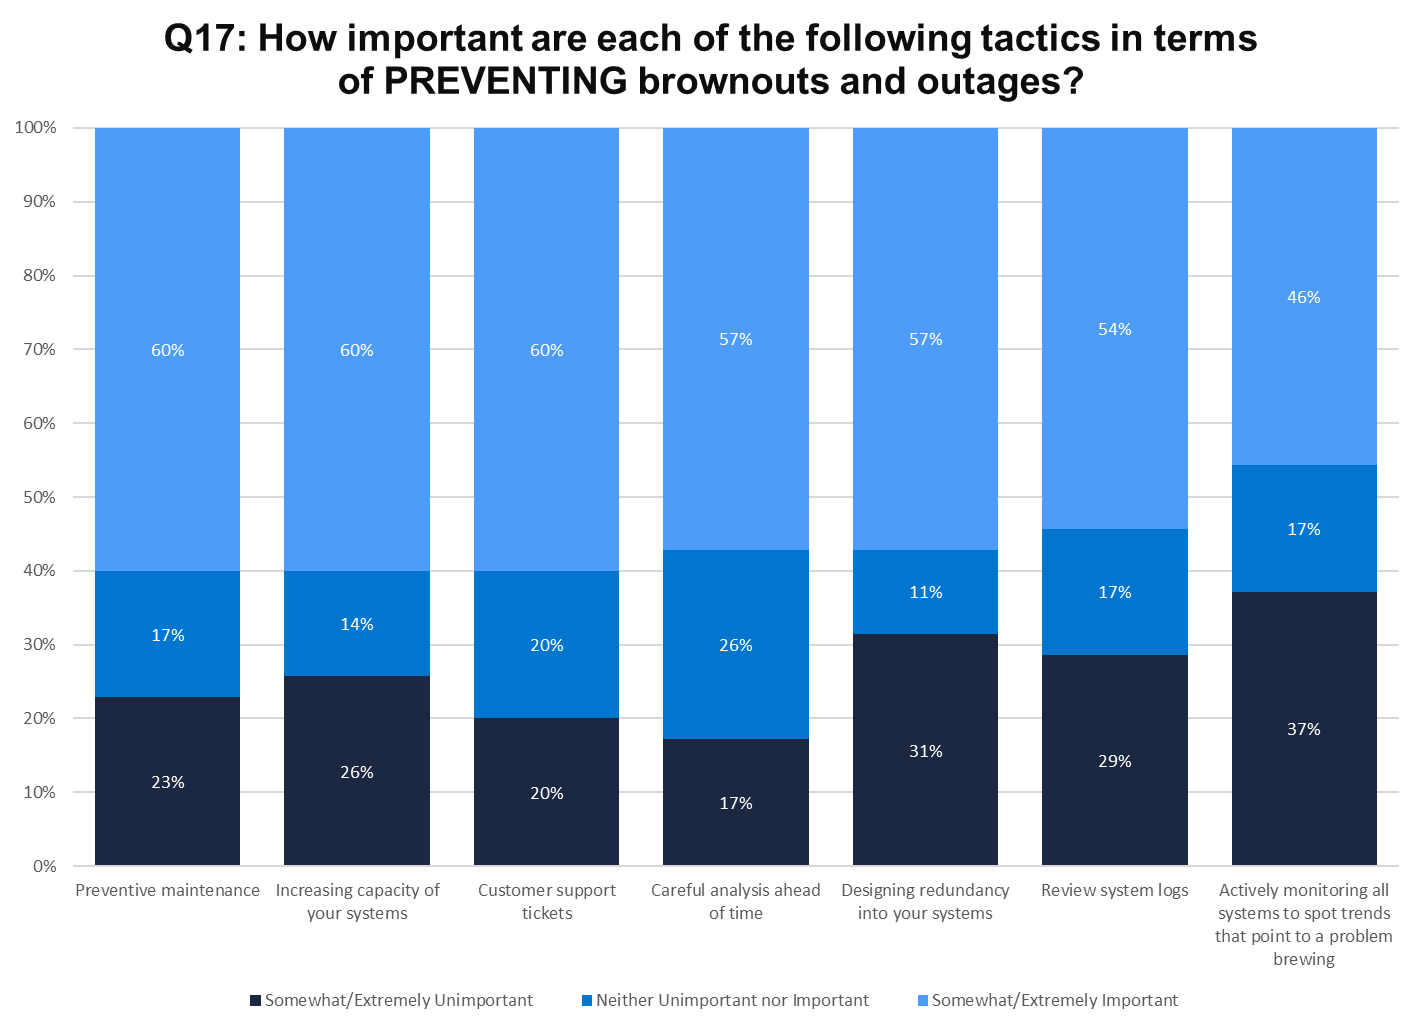 Q17: How important are each of the following tactics in terms
of PREVENTING brownouts and outages?
100%
90%
80%
70%
60%
50%
40%
30%
20%
10%
0%
60%
17%
23%
60%
14%
26%
60%
20%
20%
57%
26%
17%
57%
11%
31%
54%
17%
29%
46%
17%
37%
Preventive maintenance
Increasing capacity of
your systems
Customer support
tickets
Careful analysis ahead
of time
Designing redundancy
into your systems
Review system logs
Actively monitoring all
systems to spot trends
that point to a problem
brewing
Somewhat/Extremely Unimportant
Neither Unimportant nor Important
Somewhat/Extremely Important